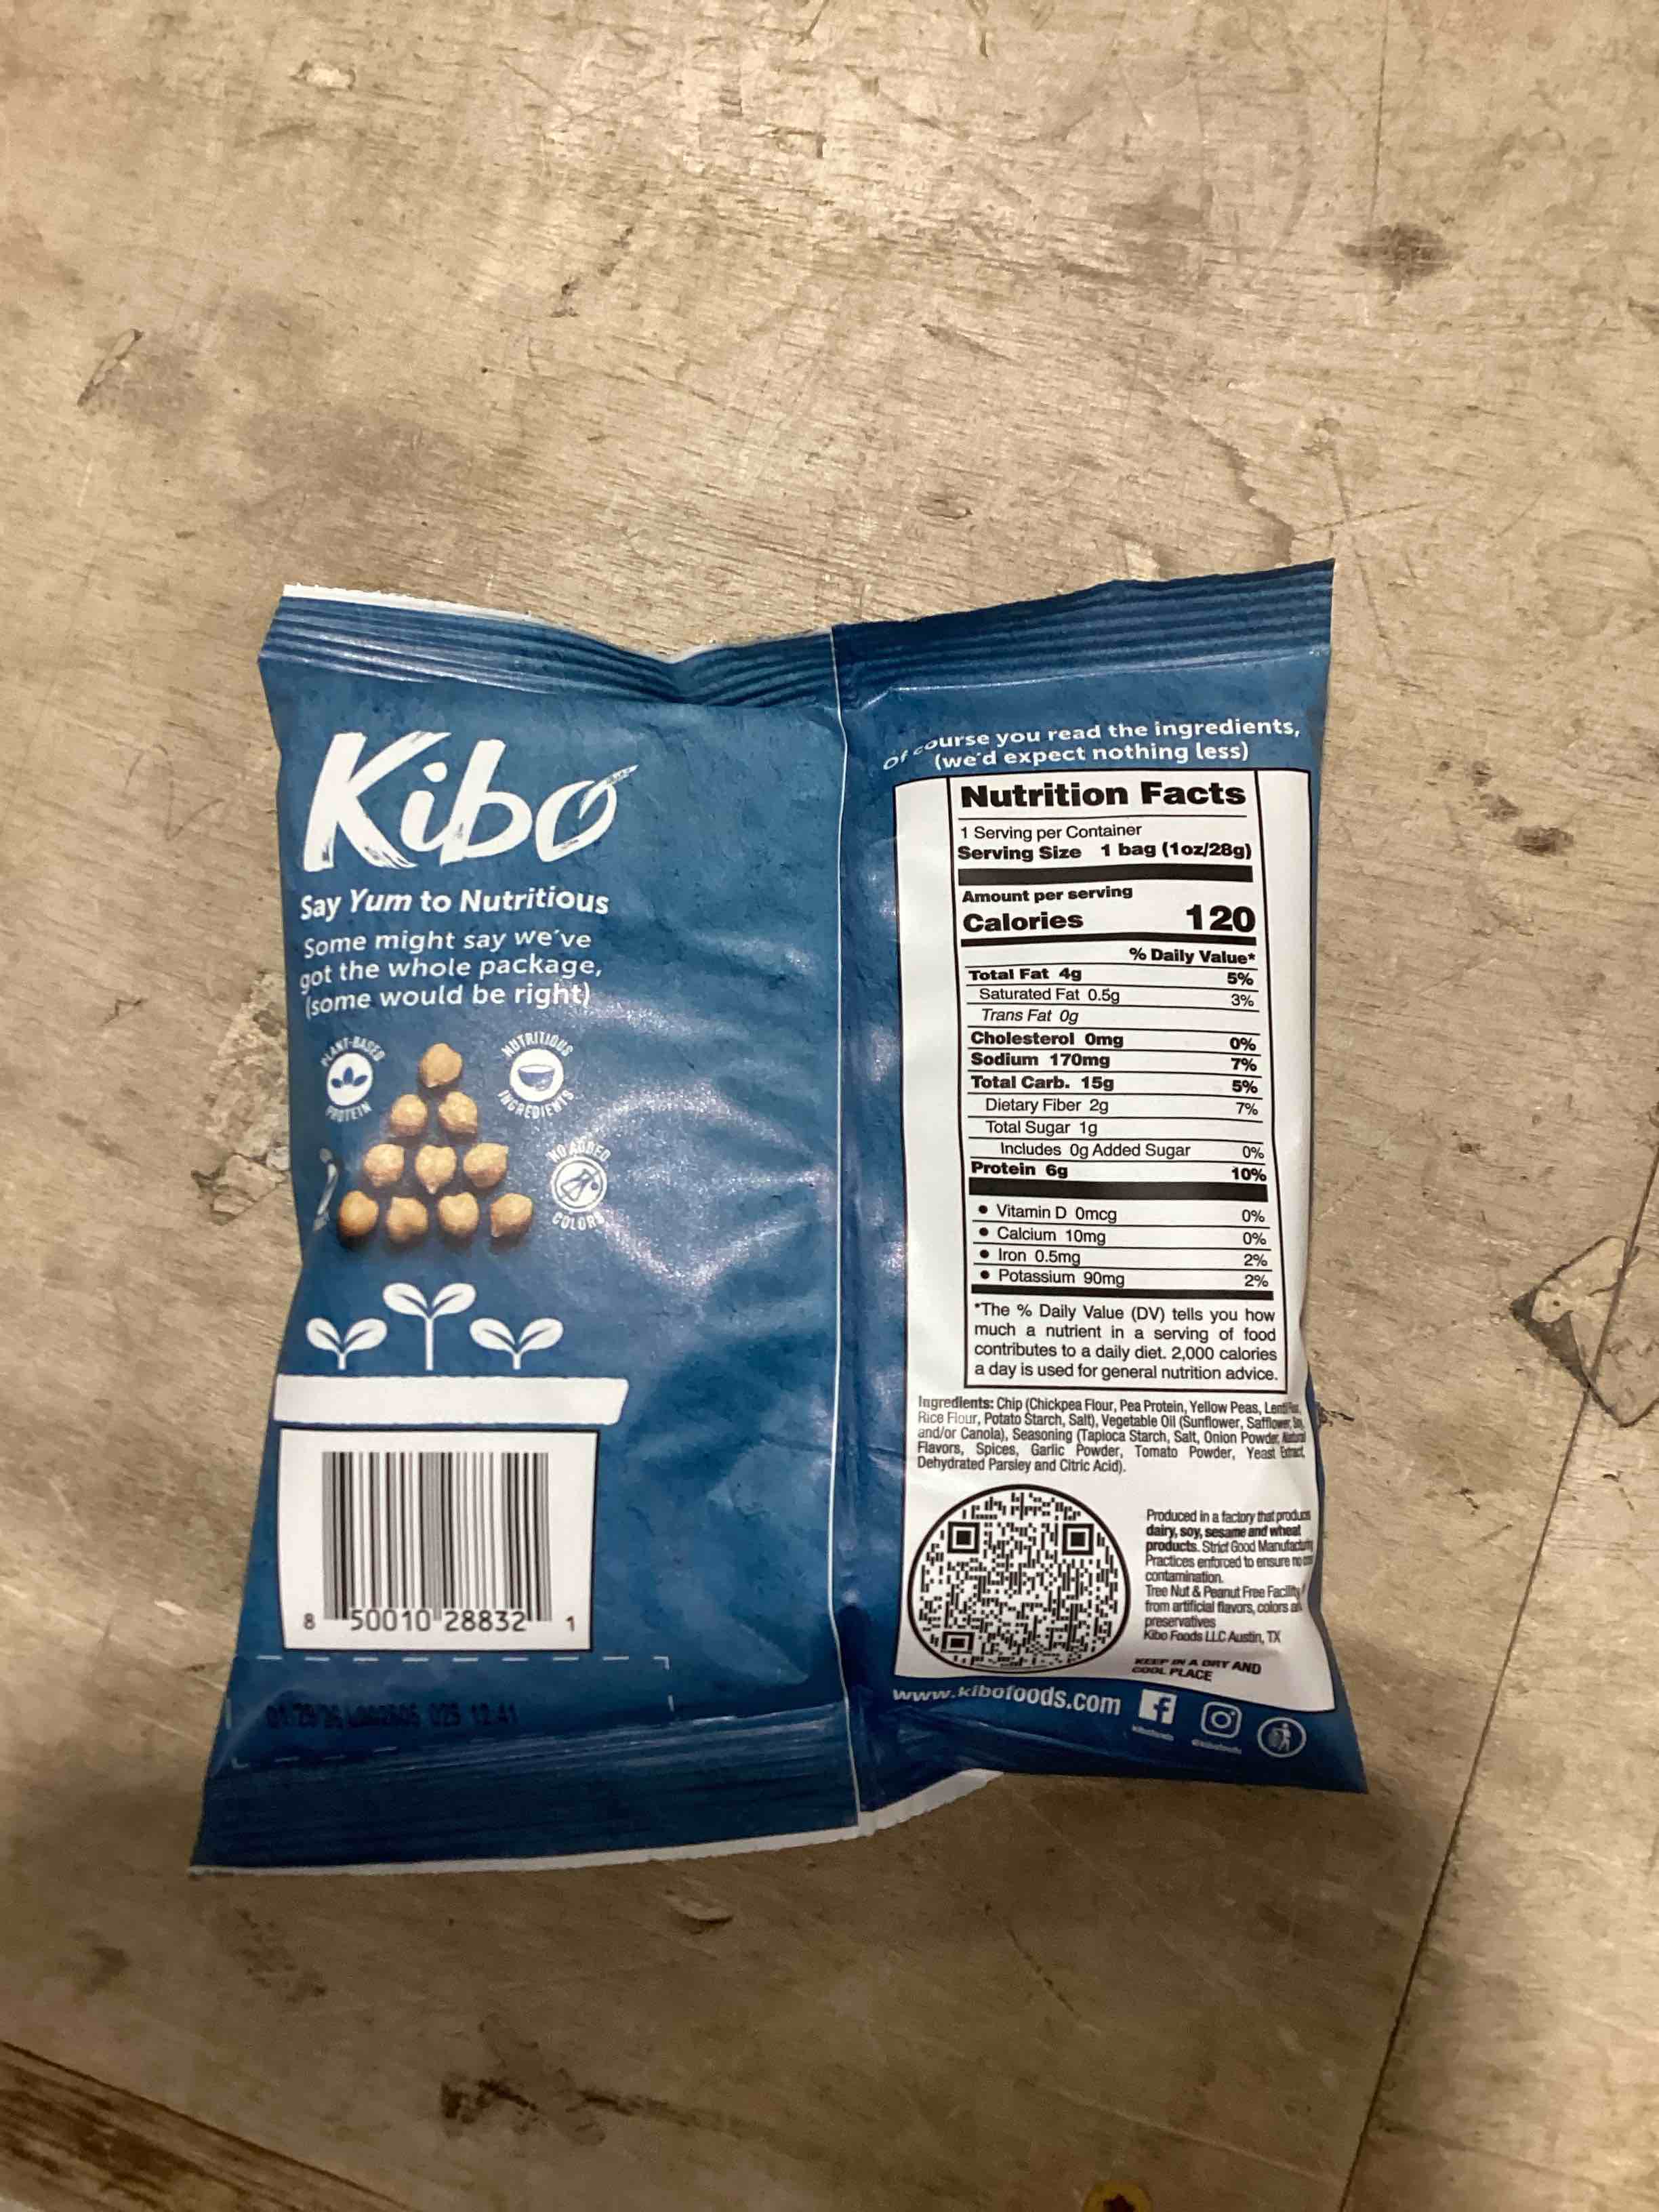 Kibo
Say Yum to Nutritious
Some might say we've
got the whole package,
(some would be right)
PLANT-BASED
PROTEIN
NUTRITIOUS
INGREDIENTS
NO ADDED
COLORS
8 50010 28832 1
12:41
Of course you read the ingredients,
(we'd expect nothing less)
Nutrition Facts
1 Serving per Container
Serving Size 1 bag (1oz/28g)
Amount per serving
Calories 120
% Daily Value*
Total Fat 4g 5%
Saturated Fat 0.5g 3%
Trans Fat 0g
Cholesterol 0mg 0%
Sodium 170mg 7%
Total Carb. 15g 5%
Dietary Fiber 2g 7%
Total Sugar 1g
Includes 0g Added Sugar 0%
Protein 6g 10%
• Vitamin D 0mcg 0%
• Calcium 10mg 0%
• Iron 0.5mg 2%
• Potassium 90mg 2%
*The % Daily Value (DV) tells you how
much a nutrient in a serving of food
contributes to a daily diet. 2,000 calories
a day is used for general nutrition advice.
Ingredients: Chip (Chickpea Flour, Pea Protein, Yellow Peas, Lentil
Rice Flour, Potato Starch, Salt), Vegetable Oil (Sunflower, Safflower,
and/or Canola), Seasoning (Tapioca Starch, Salt, Onion Powder, Natural
Flavors, Spices, Garlic Powder, Tomato Powder, Yeast Extract,
Dehydrated Parsley and Citric Acid).
Produced in a factory that
dairy, soy, sesame and wheat
products. Strict Good
Practices enforced to ensure no
contamination.
Tree Nut & Peanut Free Facility
from artificial flavors, colors
preservatives
Kibo Foods LLC Austin, TX
KEEP IN A DRY AND
COOL PLACE
www.kibofoods.com